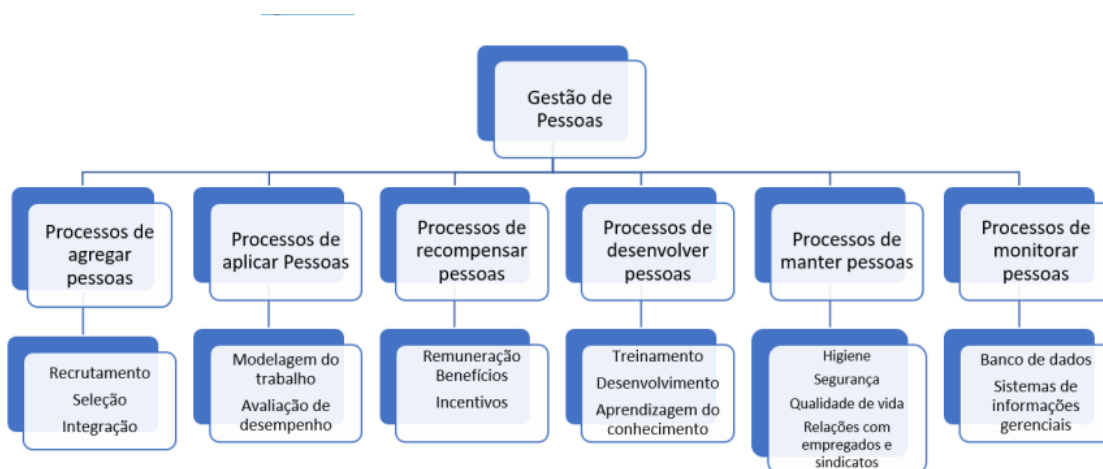 Gestão de
Pessoas
Processos de
agregar
pessoas
Processos de
aplicar Pessoas
Processos de
recompensar
pessoas
Processos de
desenvolver
pessoas
Processos de
manter pessoas
Processos de
monitorar
pessoas
Recrutamento
Seleção
Integração
Modelagem do
trabalho
Avaliação de
desempenho
Remuneração
Benefícios
Incentivos
Treinamento
Desenvolvimento
Aprendizagem do
conhecimento
Higiene
Segurança
Qualidade de vida
Relações com
empregados e
sindicatos
Banco de dados
Sistemas de
informações
gerenciais